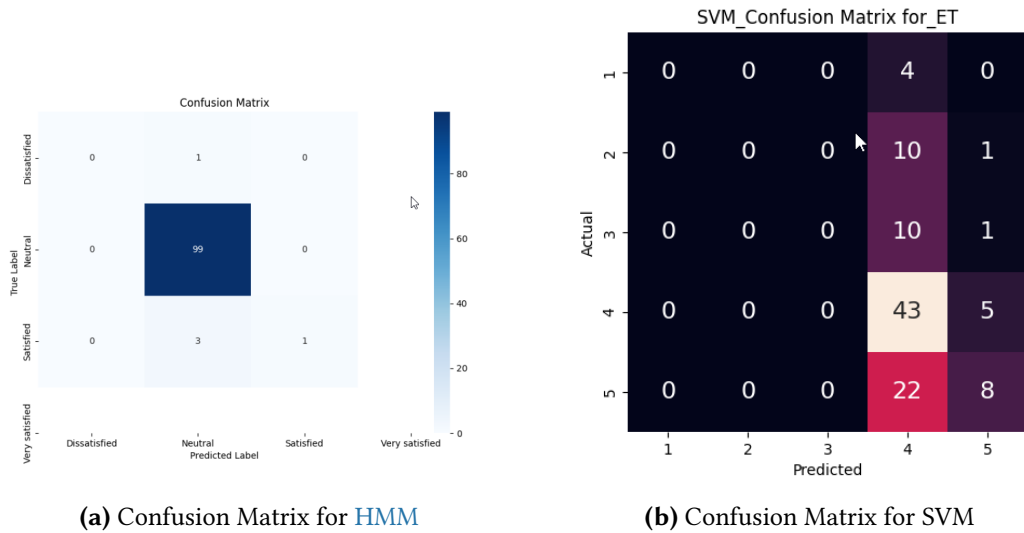 Confusion Matrix
True Label
Dissatisfied
0 1 0
Neutral
0 99 0
Satisfied
0 3 1
Very satisfied
Dissatisfied Neutral Satisfied Very satisfied
Predicted Label
80
60
40
20
0
(a) Confusion Matrix for HMM
SVM_Confusion Matrix for_ET
Actual
1 0 0 0 4 0
2 0 0 0 10 1
3 0 0 0 10 1
4 0 0 0 43 5
5 0 0 0 22 8
1 2 3 4 5
Predicted
(b) Confusion Matrix for SVM